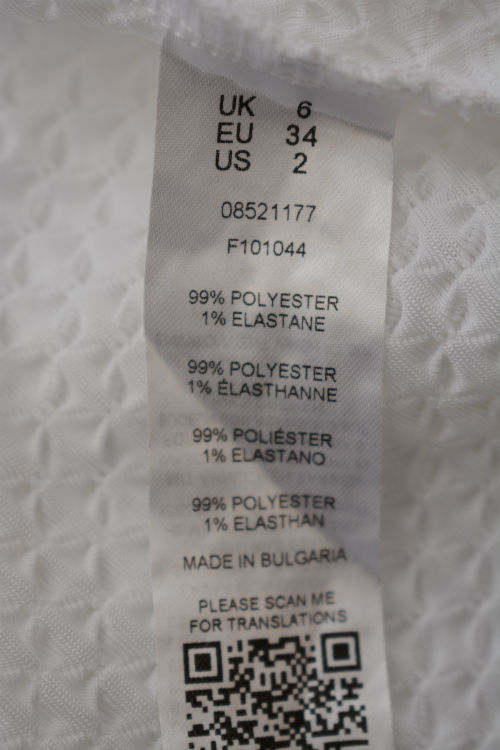 UK 6
EU 34
US 2
08521177
F101044
99% POLYESTER
1% ELASTANE
99% POLYESTER
1% ÉLASTHANNE
99% POLIÉSTER
1% ELASTANO
99% POLYESTER
1% ELASTHAN
MADE IN BULGARIA
PLEASE SCAN ME
FOR TRANSLATIONS